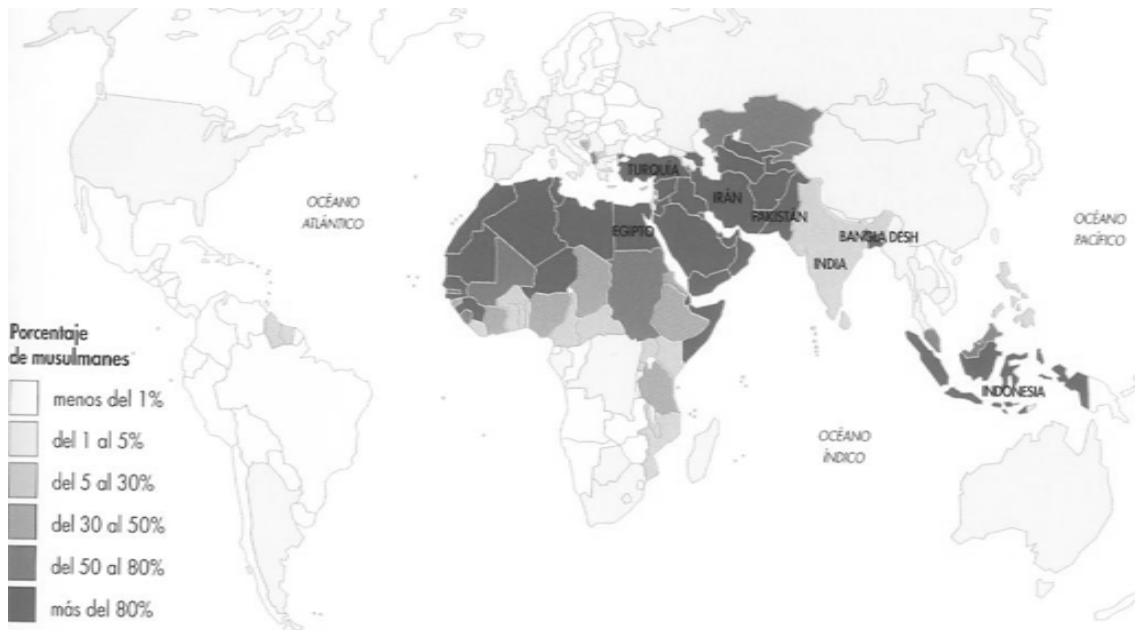 TURQUÍA
IRÁN
OCÉANO
ATLÁNTICO
EGIPTO
PAKISTÁN
OCÉANO
PACÍFICO
BANGLA DESH
INDIA
Porcentaje
de musulmanes
menos del 1%
del 1 al 5%
del 5 al 30%
del 30 al 50%
del 50 al 80%
más del 80%
INDONESIA
OCÉANO
ÍNDICO